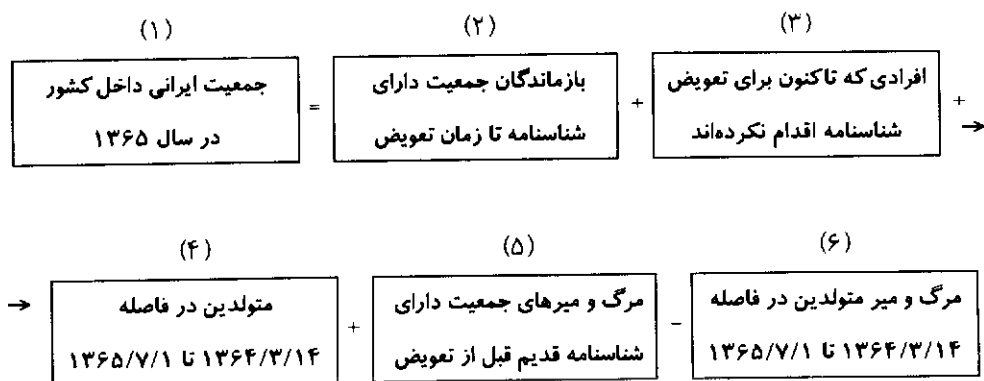 (۱) (۲) (۳)
جمعیت ایرانی داخل کشور = بازماندگان جمعیت دارای + افرادی که تاکنون برای تعویض +
در سال ۱۳۶۵ شناسنامه تا زمان تعویض شناسنامه اقدام نکرده‌اند →
(۴) (۵) (۶)
→ متولدین در فاصله + مرگ و میرهای جمعیت دارای - مرگ و میر متولدین در فاصله
۱۳۶۴/۳/۱۴ تا ۱۳۶۵/۷/۱ شناسنامه قدیم قبل از تعویض ۱۳۶۴/۳/۱۴ تا ۱۳۶۵/۷/۱